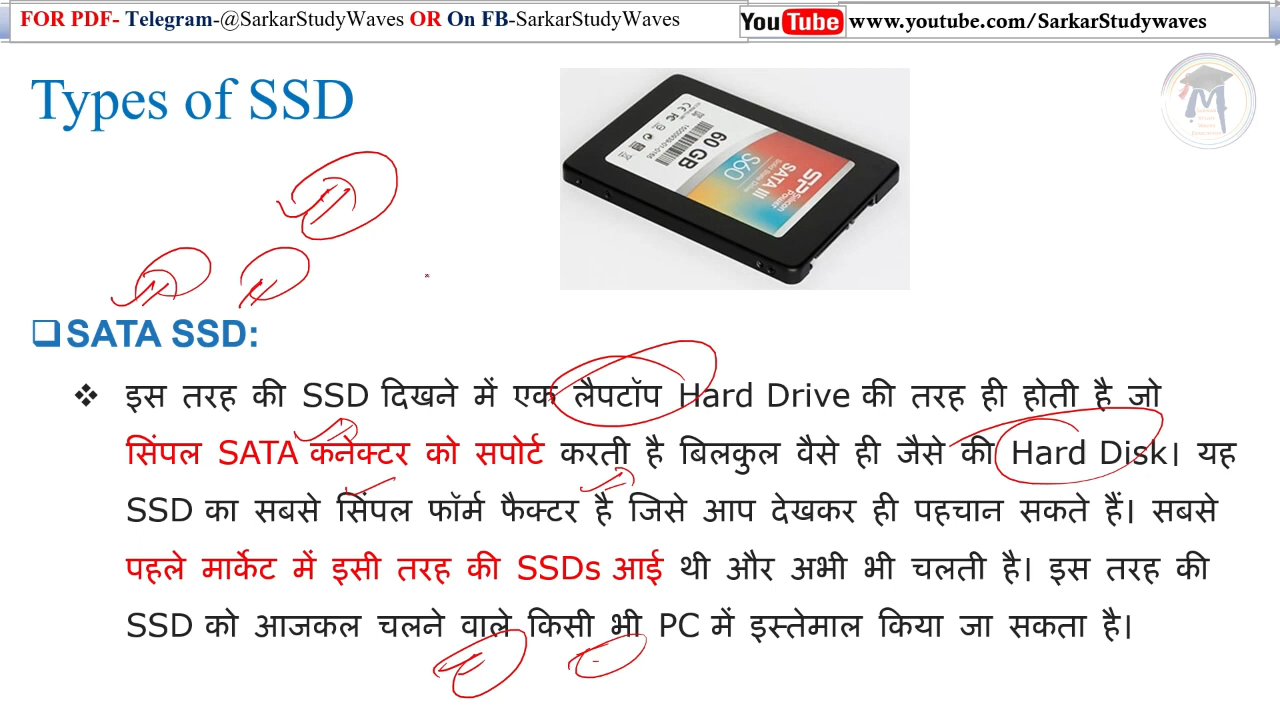 FOR PDF- Telegram-@SarkarStudyWaves OR On FB-SarkarStudyWaves
YouTube www.youtube.com/SarkarStudywaves
Types of SSD
60 GB
S60
SATA III
SP Silicon Power
M
SATA SSD:
इस तरह की SSD दिखने में एक लैपटॉप Hard Drive की तरह ही होती है जो
सिंपल SATA कनेक्टर को सपोर्ट करती है बिलकुल वैसे ही जैसे की Hard Disk। यह
SSD का सबसे सिंपल फॉर्म फैक्टर है जिसे आप देखकर ही पहचान सकते हैं। सबसे
पहले मार्केट में इसी तरह की SSDs आई थी और अभी भी चलती है। इस तरह की
SSD को आजकल चलने वाले किसी भी PC में इस्तेमाल किया जा सकता है।